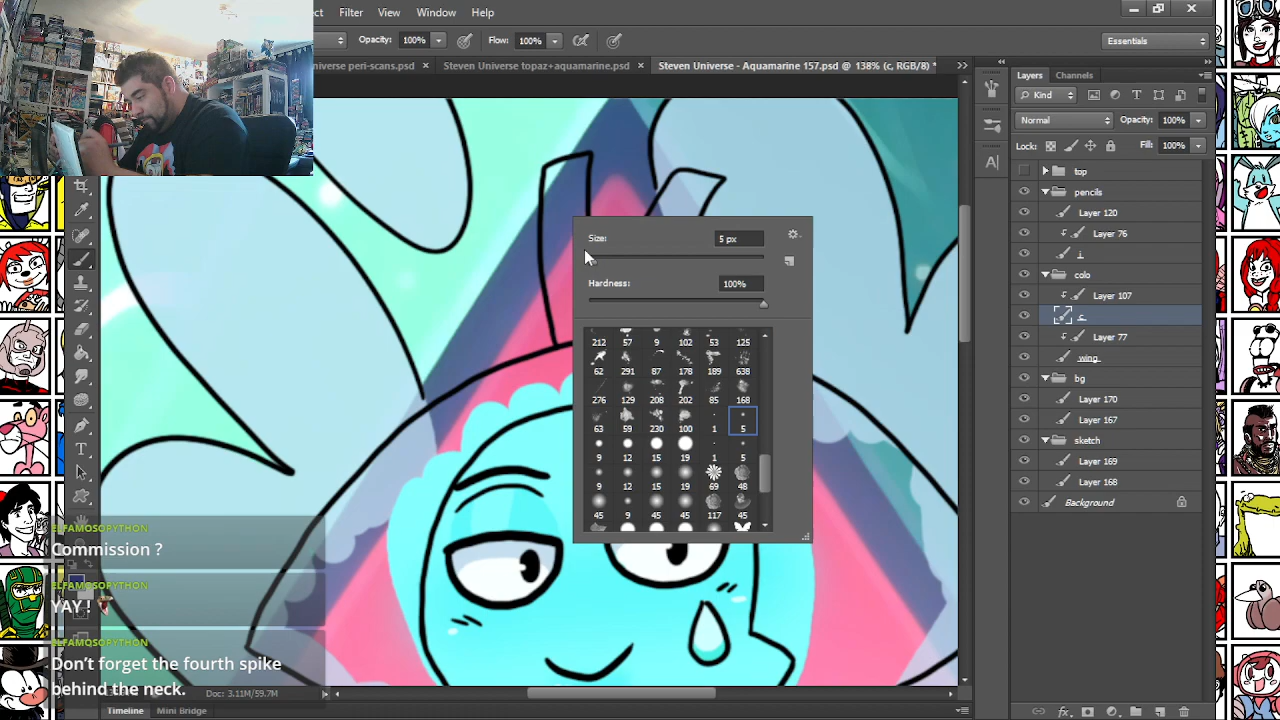 Filter View Window Help
Opacity: 100% Flow: 100% Essentials
peri-scans.psd × Steven Universe topaz+aquamarine.psd × Steven Universe - Aquamarine 157.psd @ 138% (c, RGB/8) *
Layers Channels
Kind
Normal Opacity: 100%
Lock: Fill: 100%
top
pencils
Layer 120
Layer 76
i
colo
Layer 107
c
Layer 77
wing
bg
Layer 170
Layer 167
sketch
Layer 169
Layer 168
Background
Size: 5 px
Hardness: 100%
212 57 9 102 53 125
62 291 87 178 189 638
276 129 208 202 85 168
63 59 230 100 1 5
9 12 15 19 1 5
9 12 15 19 69 48
45 9 45 45 117 45
ELFAMOSOPYTHON
Commission ?
ELFAMOSOPYTHON
YAY !
ELFAMOSOPYTHON
Don't forget the fourth spike
behind the neck.
Doc: 3.11M/59.7M
Timeline Mini Bridge